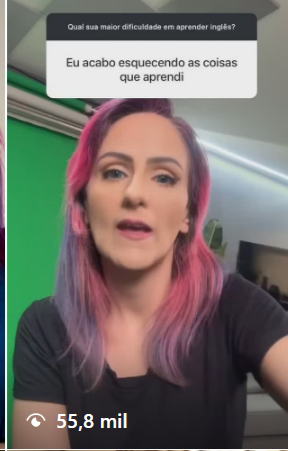 Qual sua maior dificuldade em aprender inglês?
Eu acabo esquecendo as coisas
que aprendi
55,8 mil